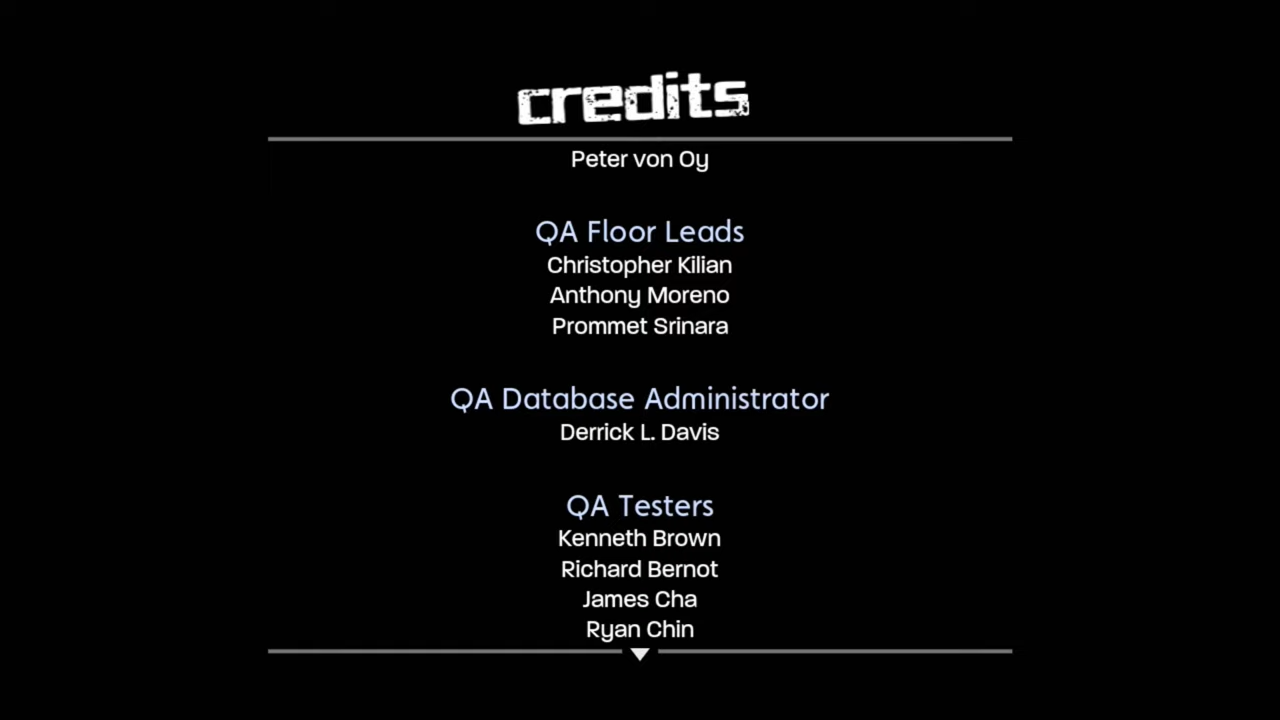 credits
Peter von Oy
QA Floor Leads
Christopher Kilian
Anthony Moreno
Prommet Srinara
QA Database Administrator
Derrick L. Davis
QA Testers
Kenneth Brown
Richard Bernot
James Cha
Ryan Chin